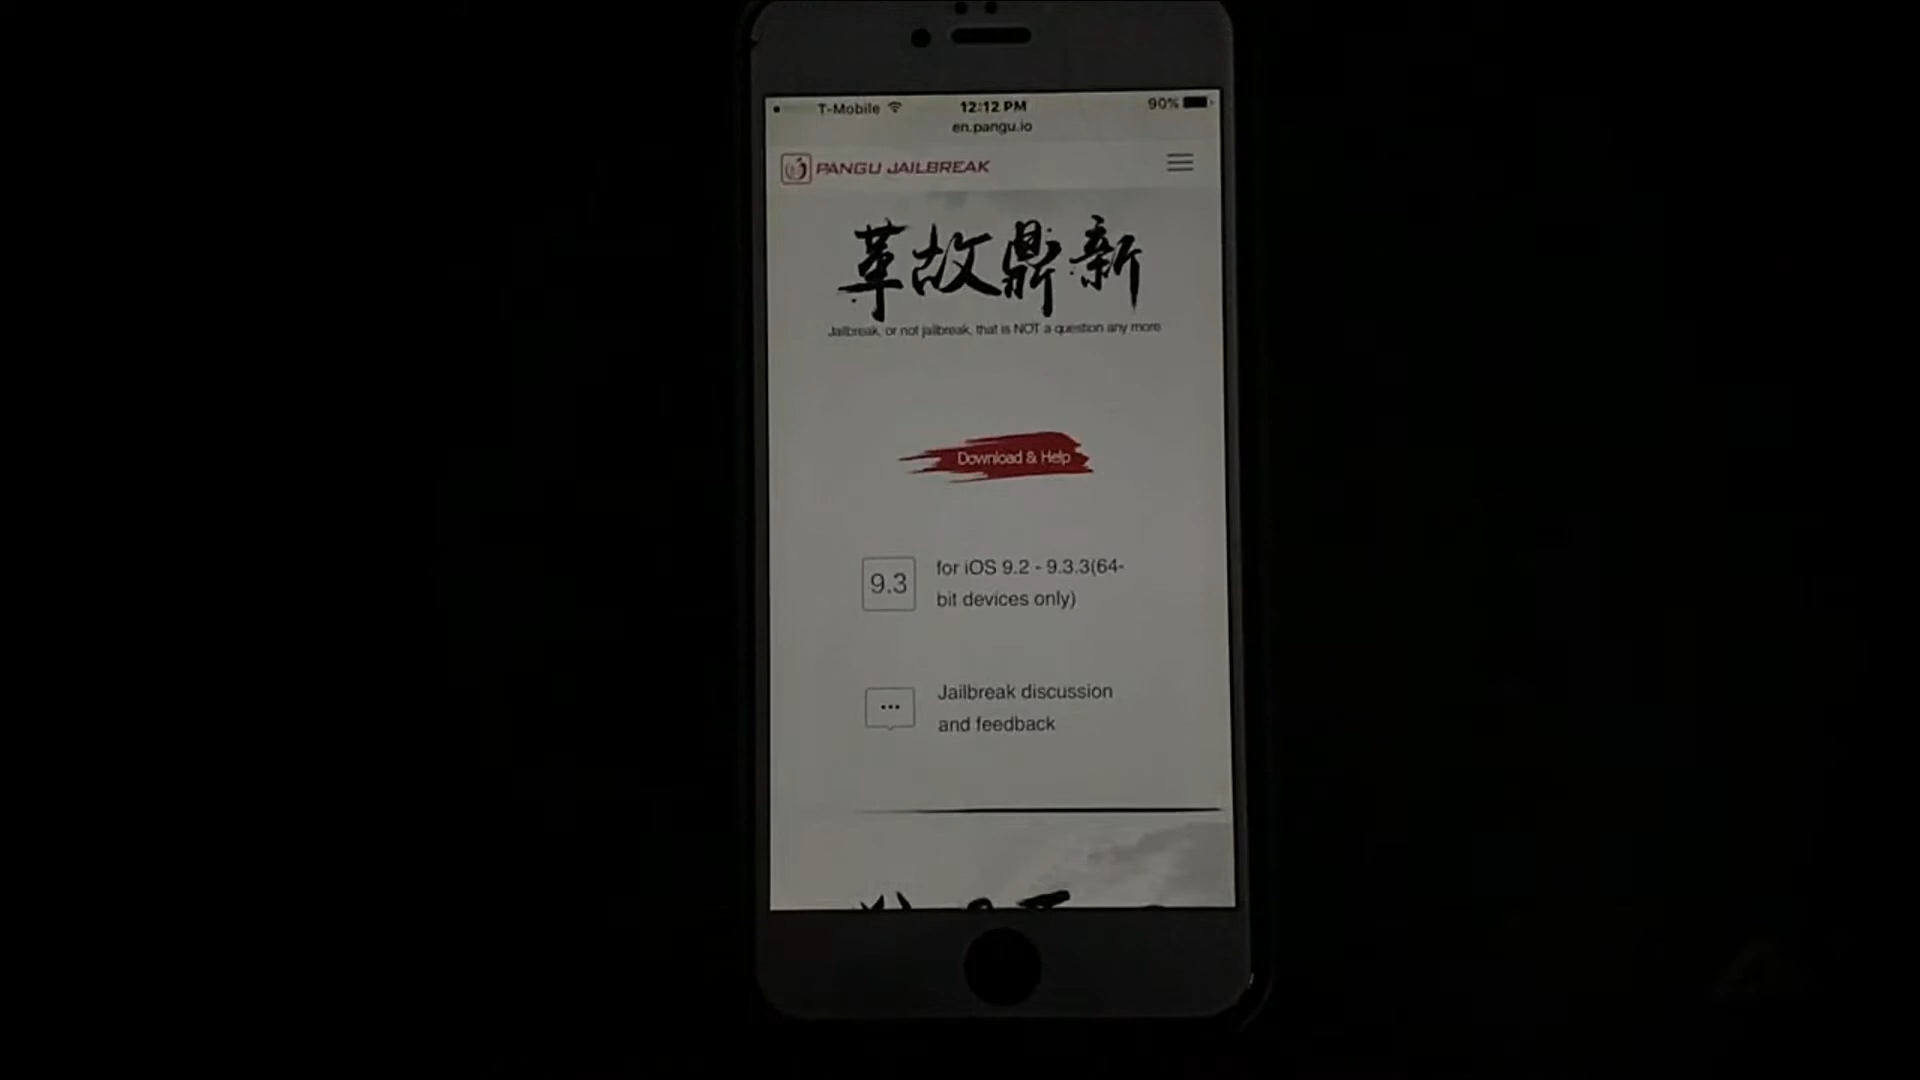 T-Mobile 12:12 PM 90%
en.pangu.io
PANGU JAILBREAK
革故鼎新
Jailbreak, or not jailbreak, that is NOT a question any more
Download & Help
9.3 for iOS 9.2 - 9.3.3(64-
bit devices only)
Jailbreak discussion
and feedback